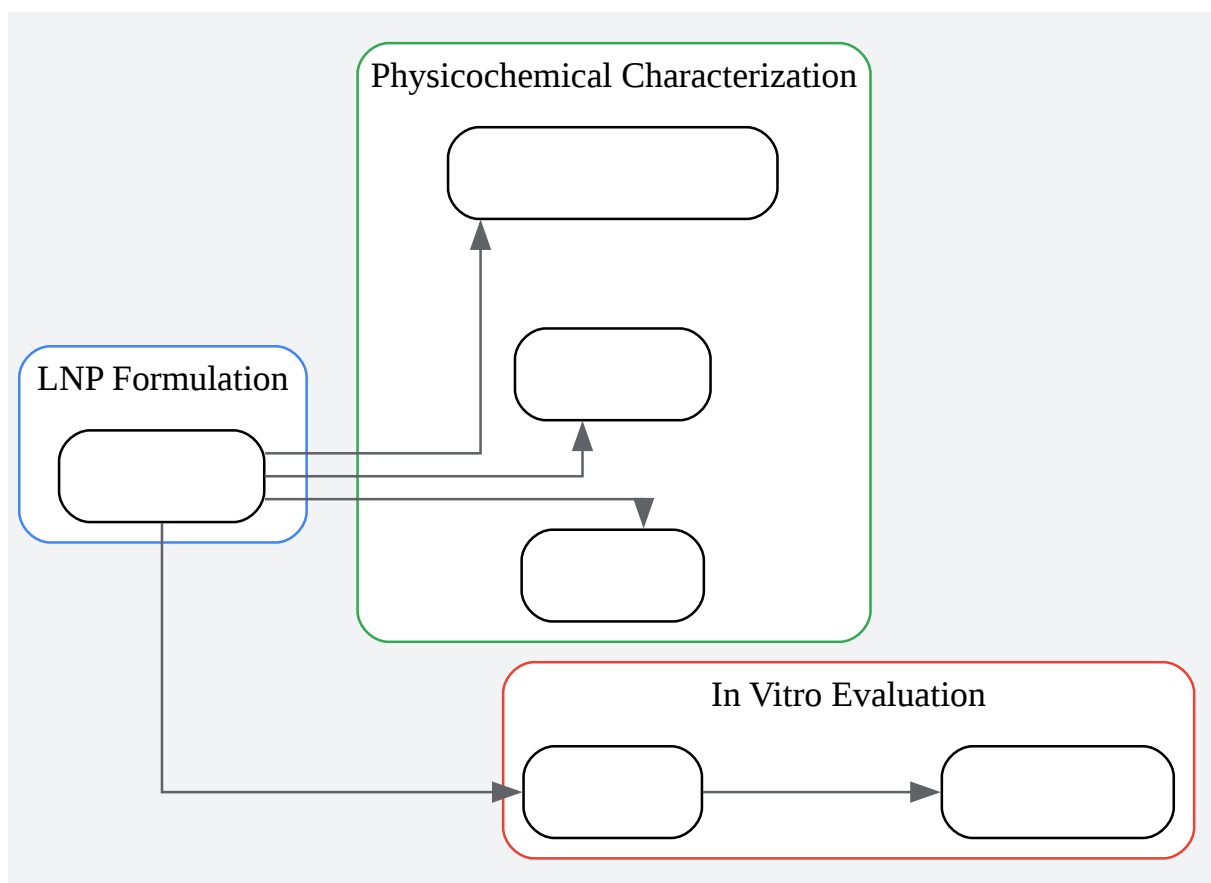 Physicochemical Characterization
LNP Formulation
In Vitro Evaluation